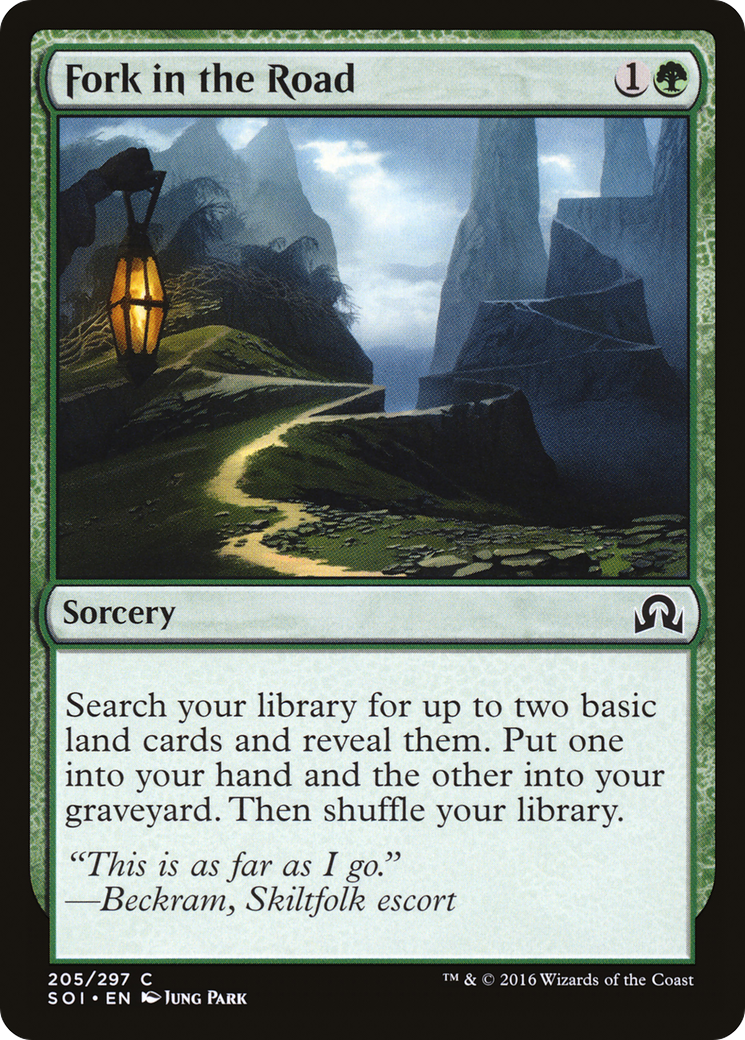 Fork in the Road 1
Sorcery
Search your library for up to two basic
land cards and reveal them. Put one
into your hand and the other into your
graveyard. Then shuffle your library.
“This is as far as I go.”
—Beckram, Skiltfolk escort
205/297 C
SOI • EN Jung Park
™ & © 2016 Wizards of the Coast